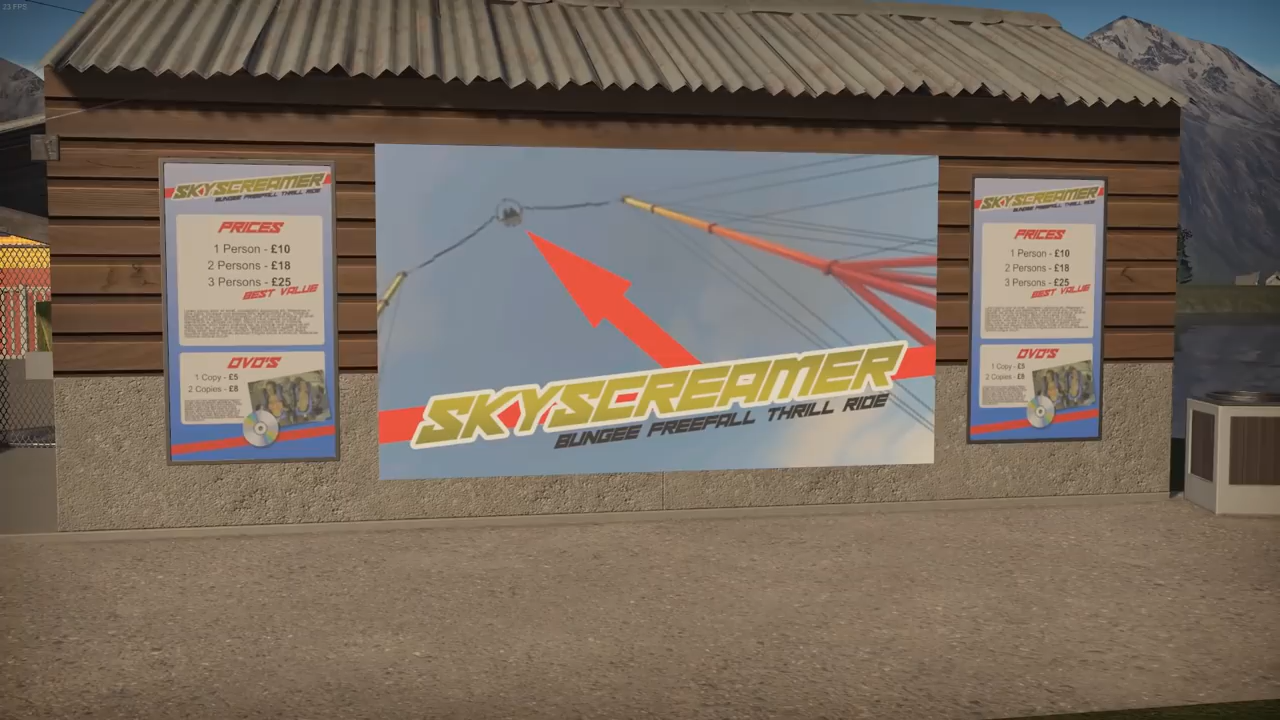 23 FPS
SKYSCREAMER
BUNGEE FREEFALL THRILL RIDE
PRICES
1 Person - £10
2 Persons - £18
3 Persons - £25
BEST VALUE
DVD'S
1 Copy - £5
2 Copies - £8
SKYSCREAMER
BUNGEE FREEFALL THRILL RIDE
SKYSCREAMER
BUNGEE FREEFALL THRILL RIDE
PRICES
1 Person - £10
2 Persons - £18
3 Persons - £25
BEST VALUE
DVD'S
1 Copy - £5
2 Copies - £8